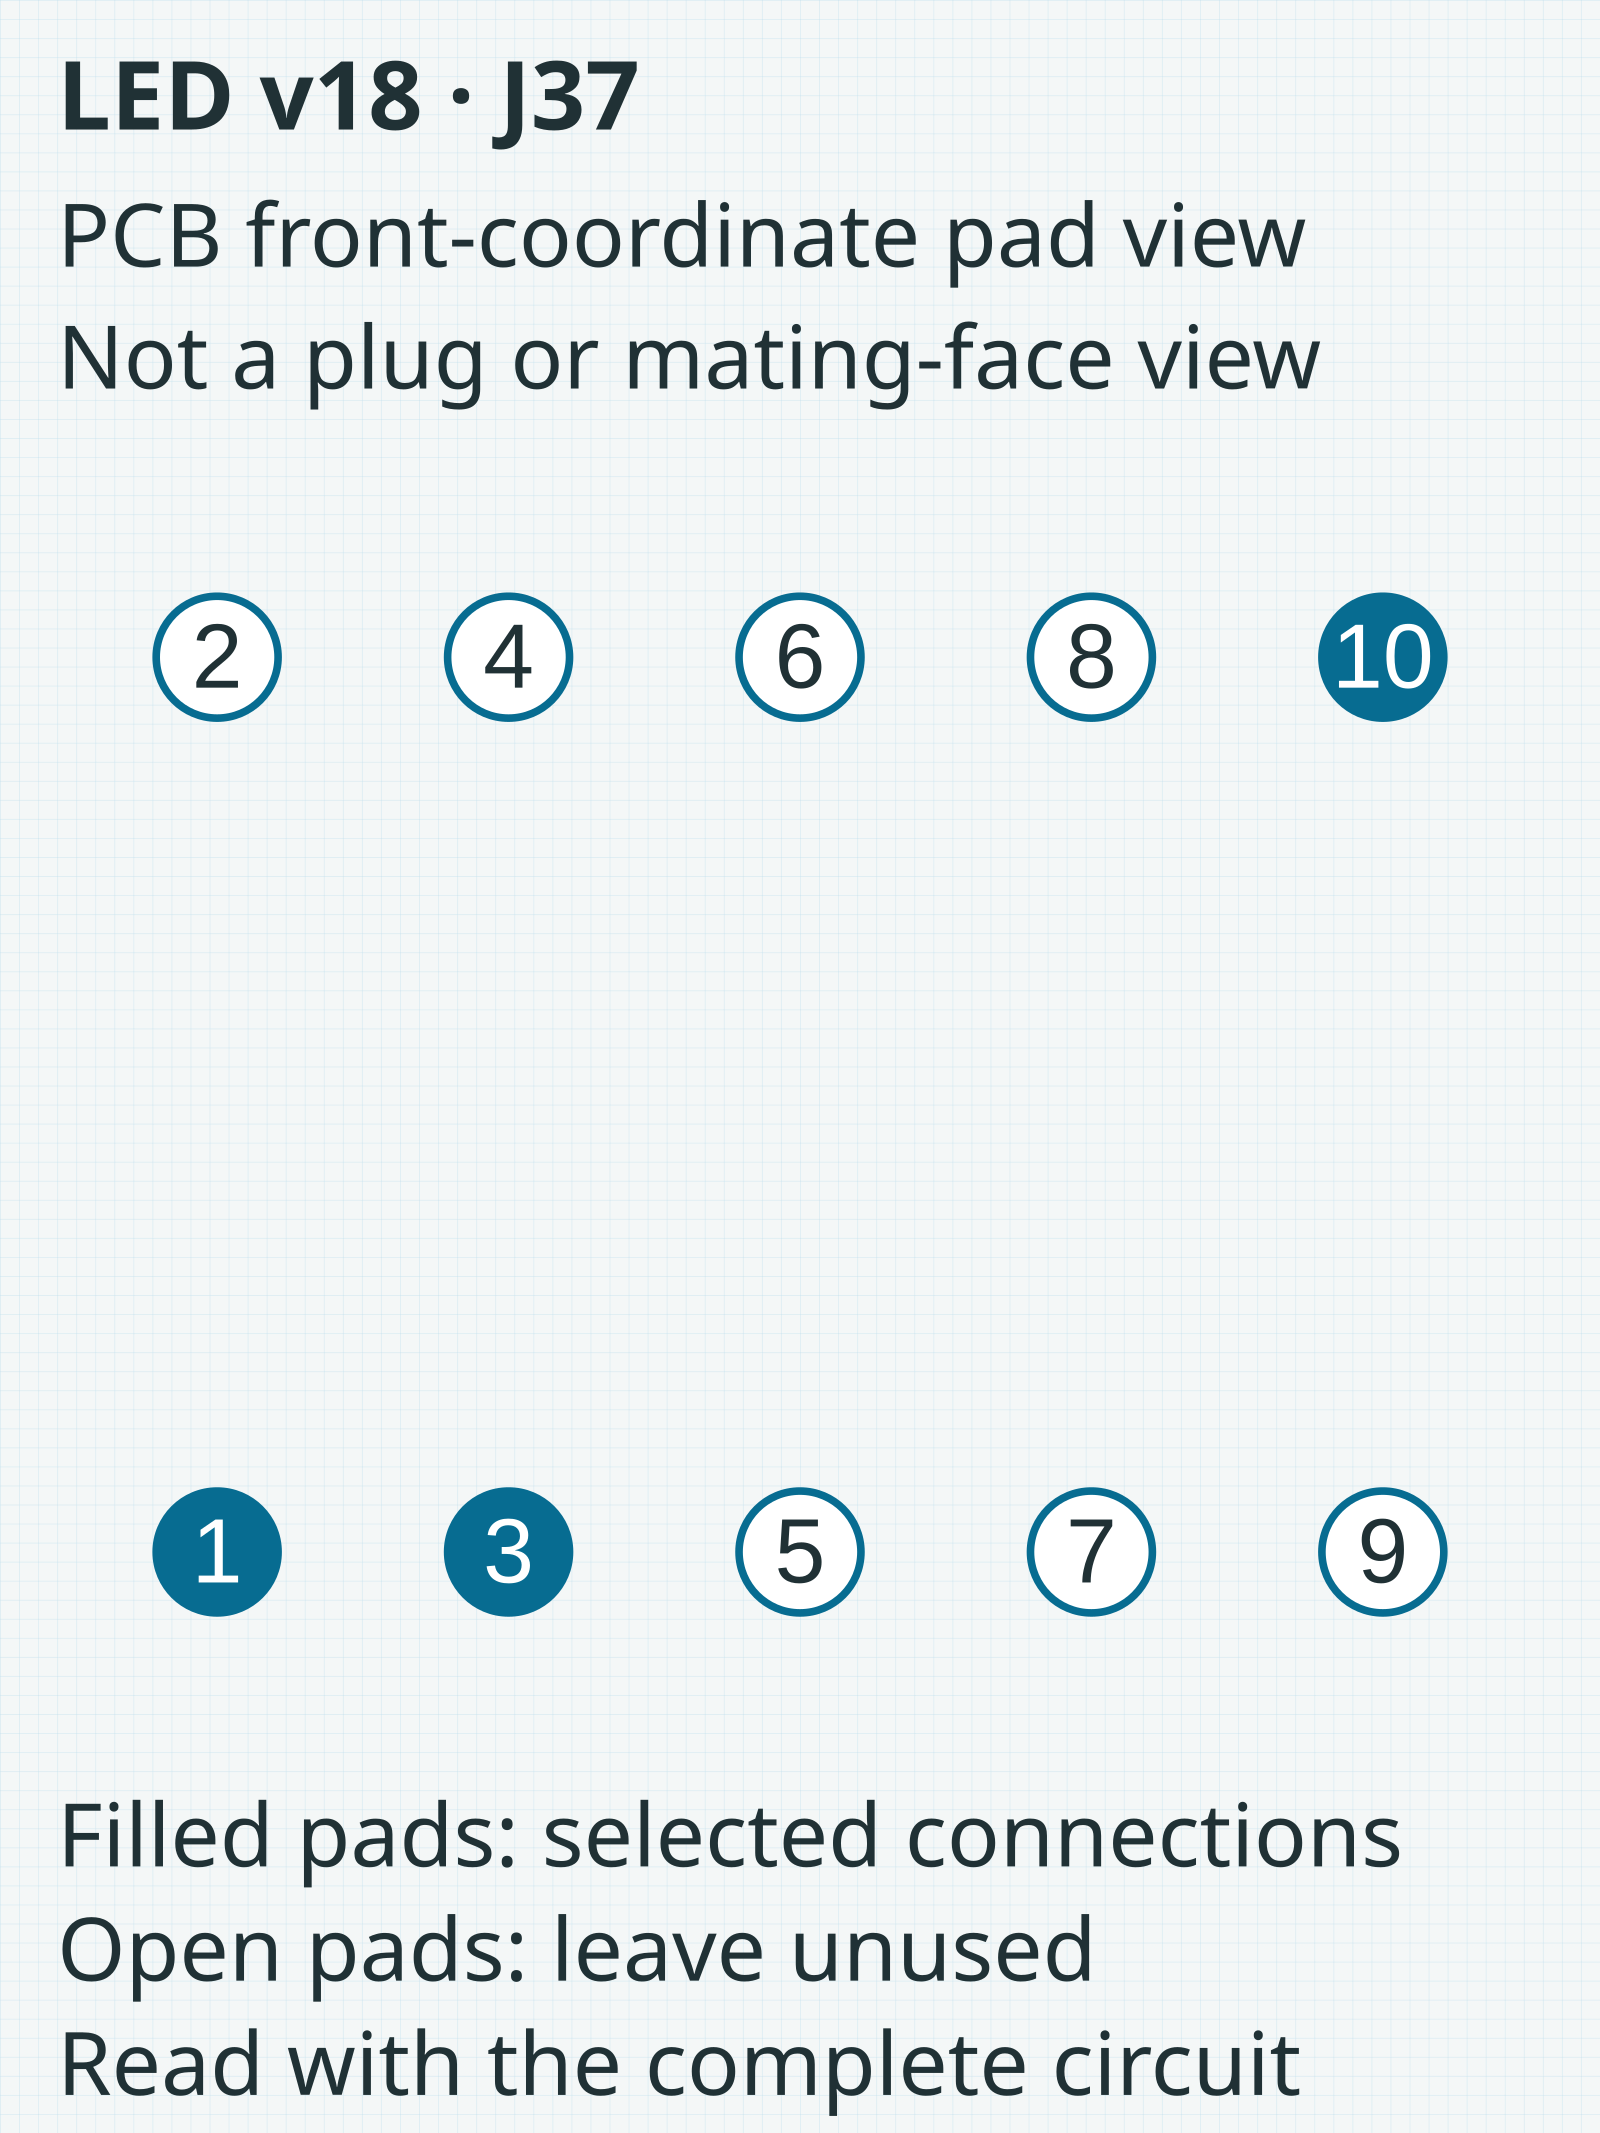 LED v18 · J37
PCB front-coordinate pad view
Not a plug or mating-face view
2 4 6 8 10
1 3 5 7 9
Filled pads: selected connections
Open pads: leave unused
Read with the complete circuit